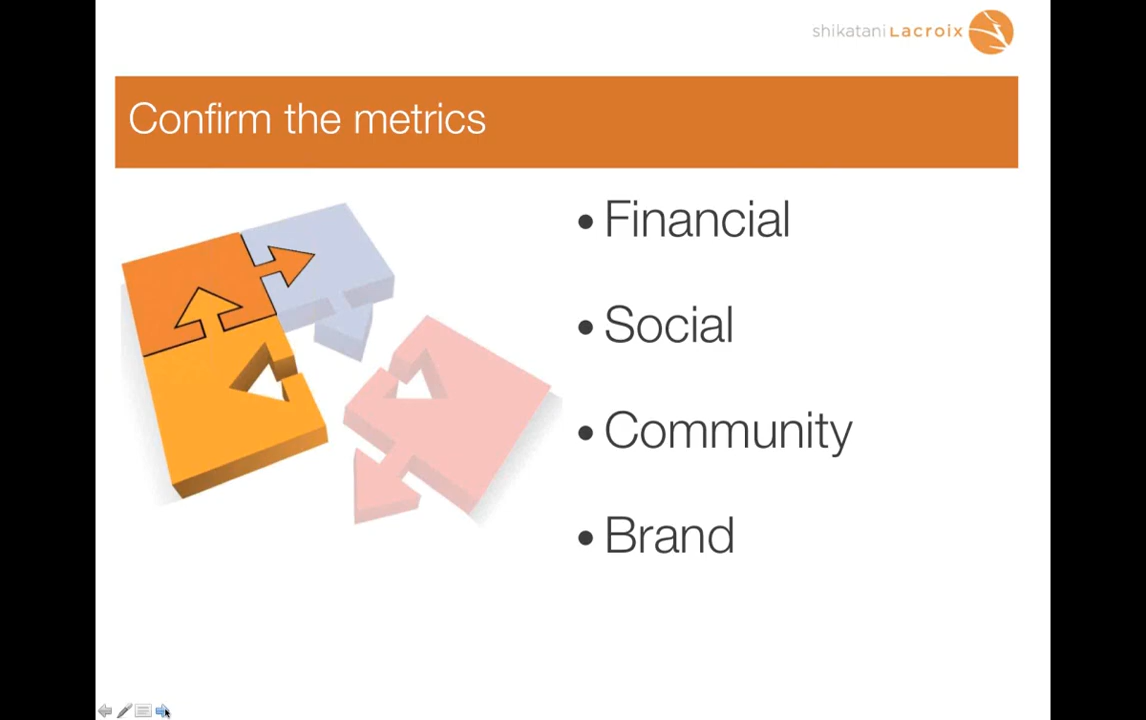 shikataniLacroix
Confirm the metrics
• Financial
• Social
• Community
• Brand